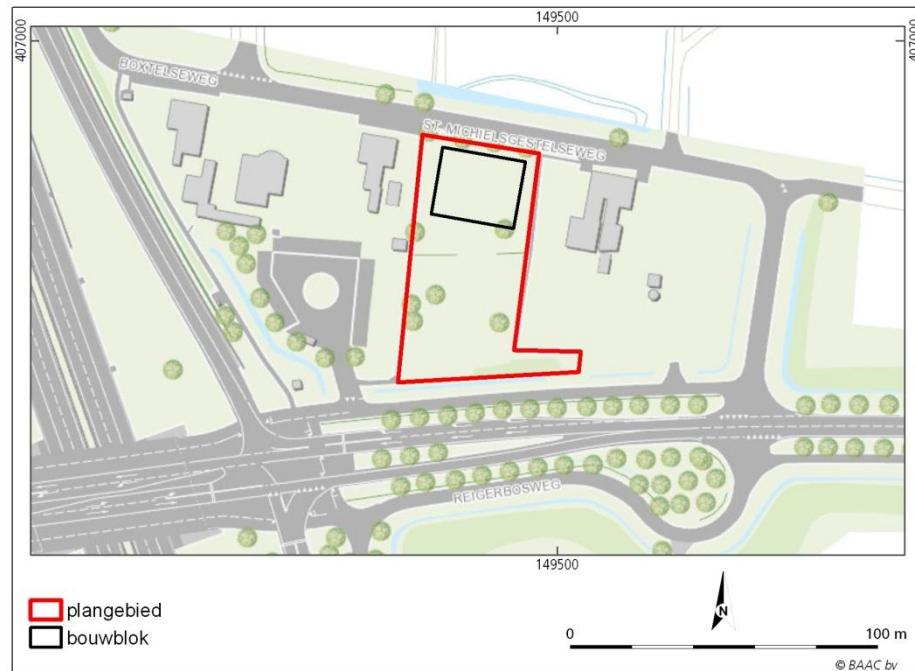 149500
407000
407000
BOXTELSEWEG
ST. MICHIELSGESTELSEWEG
REIGERBOSWEG
149500
plangebied
bouwblok
N
0
100 m
© BAAC bv